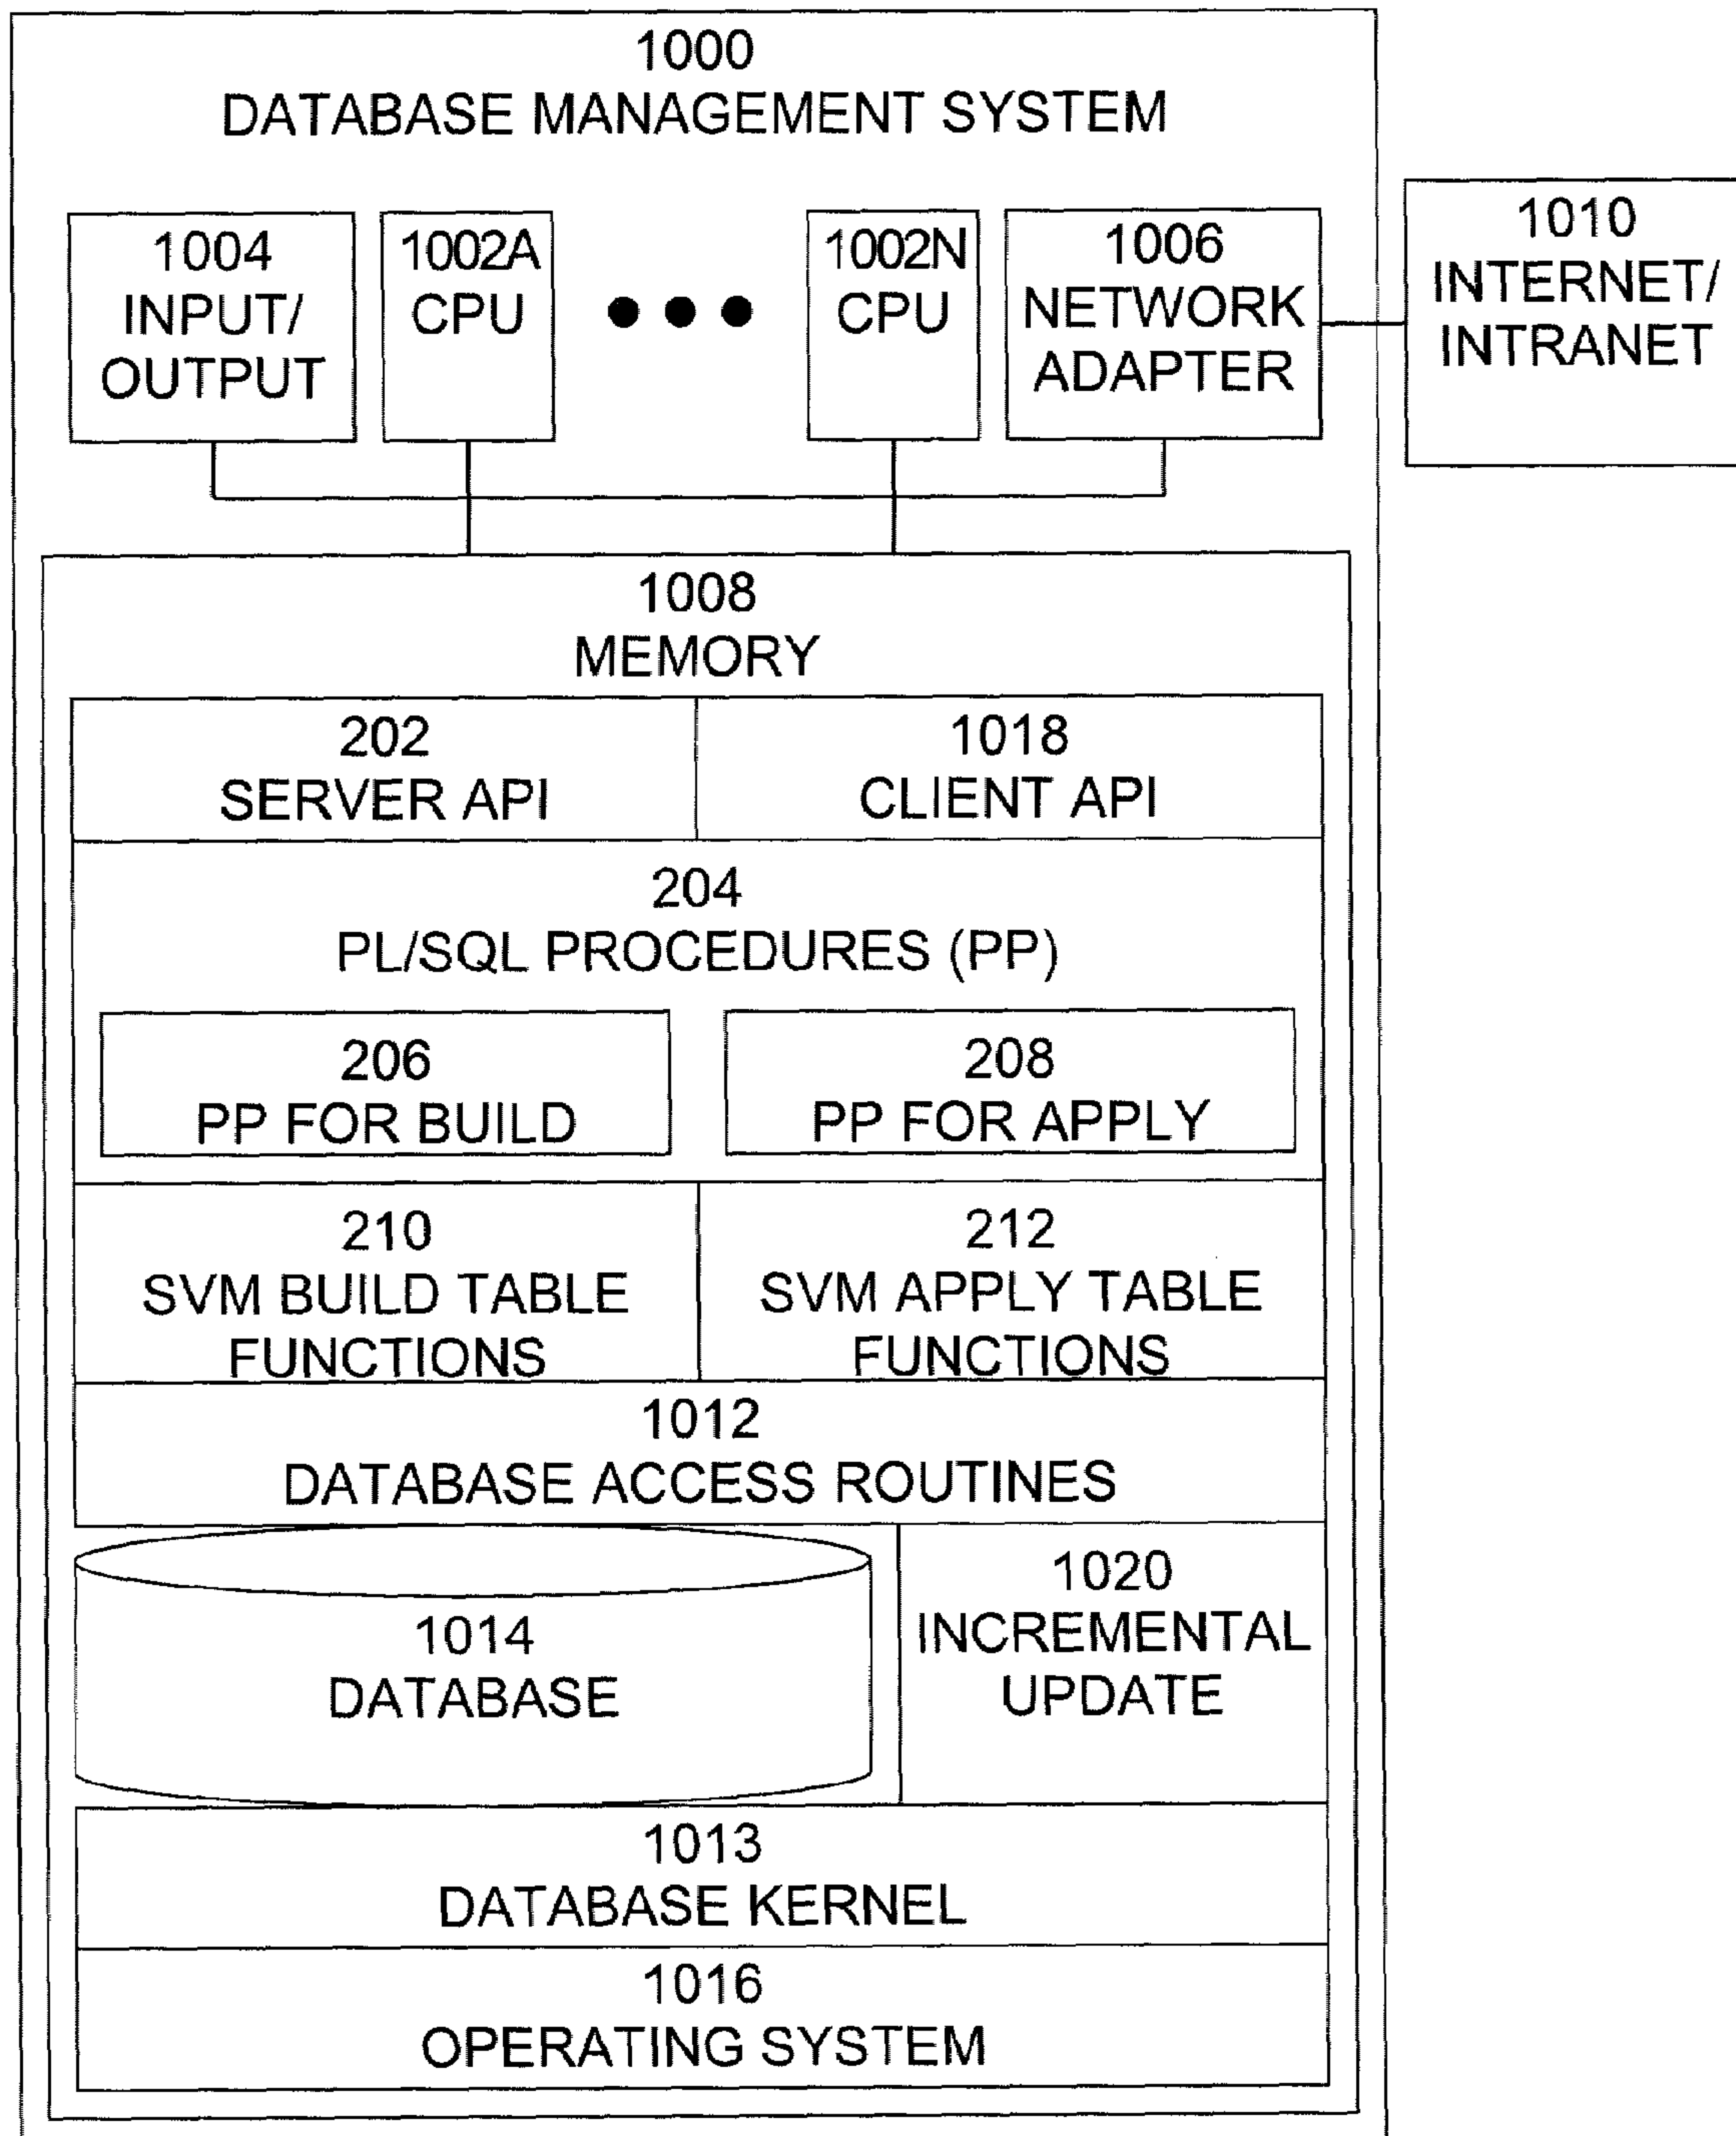 1000
DATABASE MANAGEMENT SYSTEM
1004
INPUT/
OUTPUT
1002A
CPU
1002N
CPU
1006
NETWORK
ADAPTER
1010
INTERNET/
INTRANET
1008
MEMORY
202
SERVER API
1018
CLIENT API
204
PL/SQL PROCEDURES (PP)
206
PP FOR BUILD
208
PP FOR APPLY
210
SVM BUILD TABLE
FUNCTIONS
212
SVM APPLY TABLE
FUNCTIONS
1012
DATABASE ACCESS ROUTINES
1014
DATABASE
1020
INCREMENTAL
UPDATE
1013
DATABASE KERNEL
1016
OPERATING SYSTEM